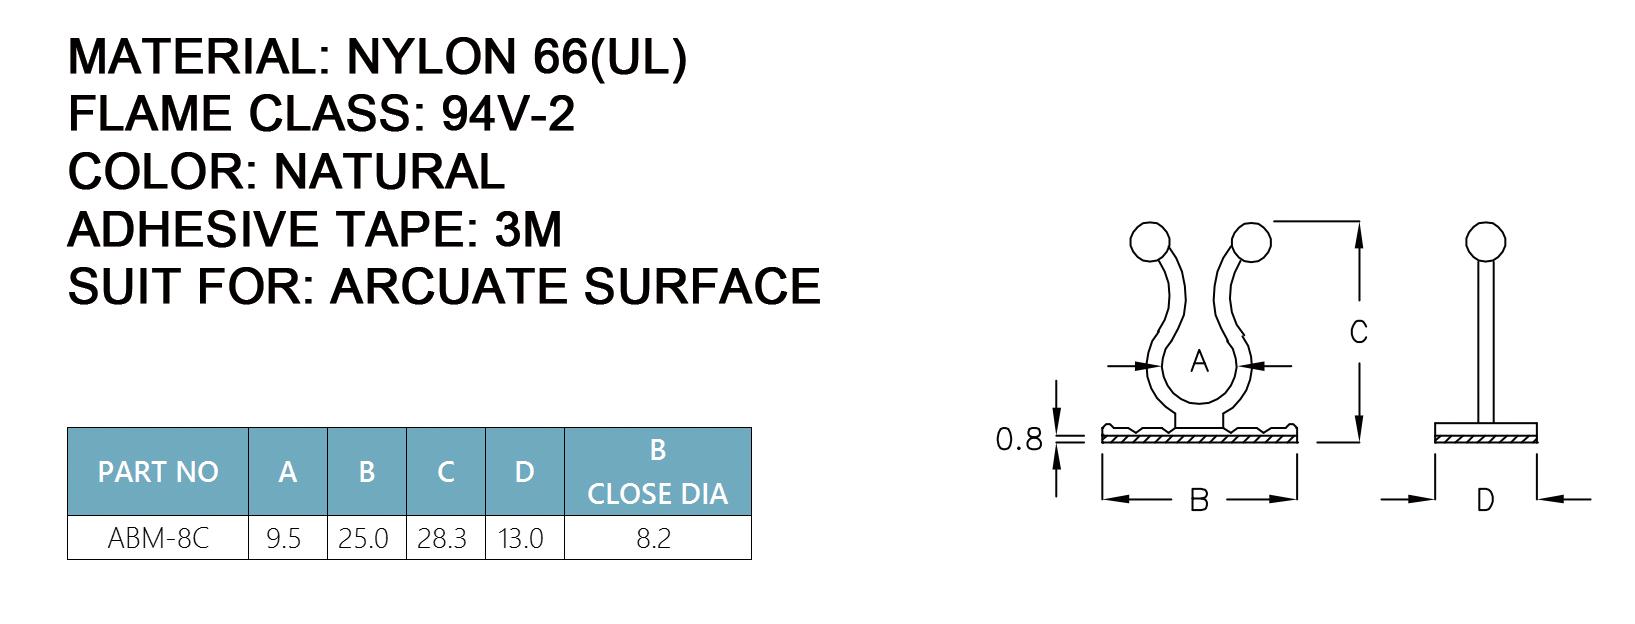 MATERIAL: NYLON 66(UL)
FLAME CLASS: 94V-2
COLOR: NATURAL
ADHESIVE TAPE: 3M
SUIT FOR: ARCUATE SURFACE
C
A
0.8
B
D
PART NO A B C D B CLOSE DIA
ABM-8C 9.5 25.0 28.3 13.0 8.2